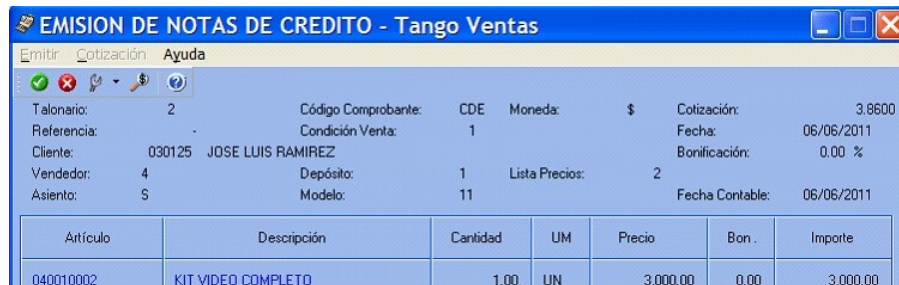 EMISION DE NOTAS DE CREDITO - Tango Ventas
Emitir Cotización Ayuda
Talonario: 2 Código Comprobante: CDE Moneda: $ Cotización: 3.8600
Referencia: - Condición Venta: 1 Fecha: 06/06/2011
Cliente: 030125 JOSE LUIS RAMIREZ Bonificación: 0.00 %
Vendedor: 4 Depósito: 1 Lista Precios: 2
Asiento: S Modelo: 11 Fecha Contable: 06/06/2011
Artículo Descripción Cantidad UM Precio Bon. Importe
040010002 KIT VIDEO COMPLETO 1.00 UN 3.000.00 0.00 3.000.00